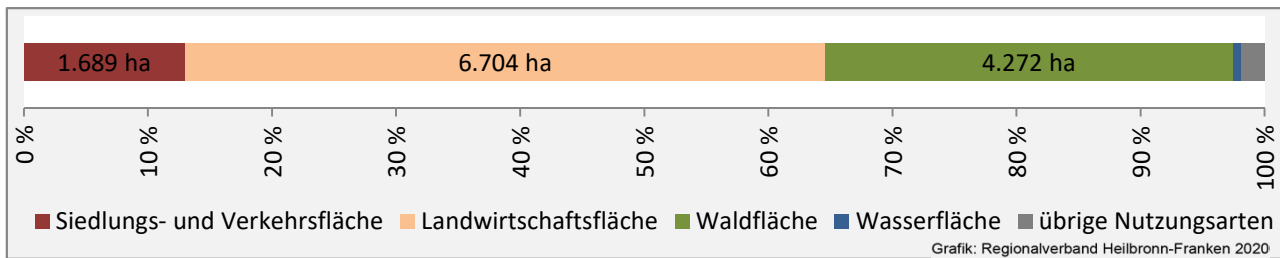 1.689 ha 6.704 ha 4.272 ha
0 % 10 % 20 % 30 % 40 % 50 % 60 % 70 % 80 % 90 % 100 %
Siedlungs- und Verkehrsfläche Landwirtschaftsfläche Waldfläche Wasserfläche übrige Nutzungsarten
Grafik: Regionalverband Heilbronn-Franken 2020